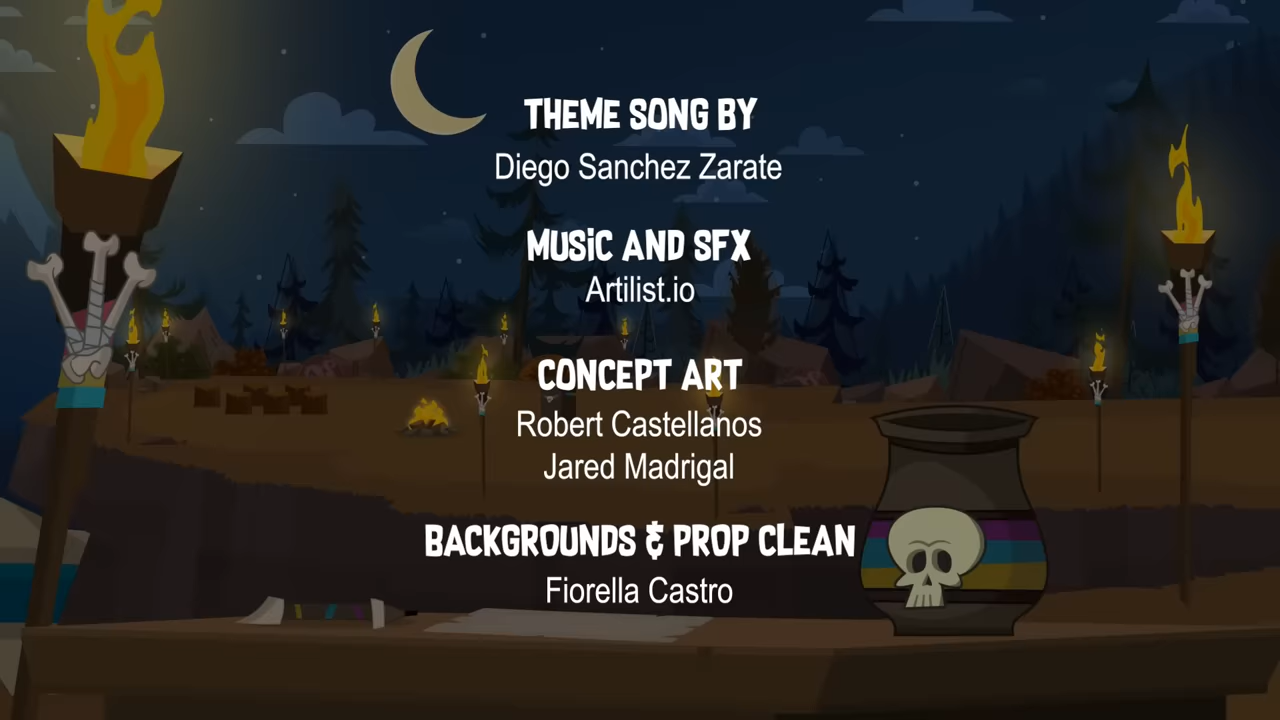 THEME SONG BY
Diego Sanchez Zarate
MUSiC AND SFX
Artilist.io
CONCEPT ART
Robert Castellanos
Jared Madrigal
BACKGROUNDS & PROP CLEAN
Fiorella Castro